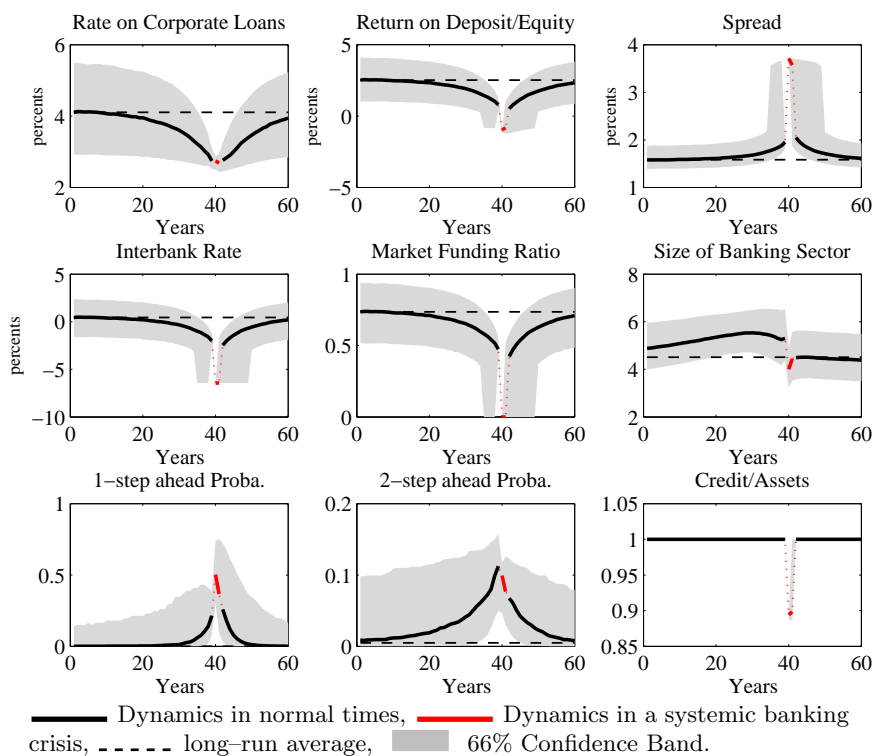 Rate on Corporate Loans
Return on Deposit/Equity
Spread
percents
6
4
2
0 20 40 60
Years
percents
5
0
−5
0 20 40 60
Years
percents
4
3
2
1
0 20 40 60
Years
Interbank Rate
Market Funding Ratio
Size of Banking Sector
percents
5
0
−5
−10
0 20 40 60
Years
1
0.5
0
0 20 40 60
Years
8
6
4
2
0 20 40 60
Years
1−step ahead Proba.
2−step ahead Proba.
Credit/Assets
1
0.5
0
0 20 40 60
Years
0.2
0.1
0
0 20 40 60
Years
1.05
1
0.95
0.9
0.85
0 20 40 60
Years
Dynamics in normal times, Dynamics in a systemic banking
crisis, long–run average, 66% Confidence Band.